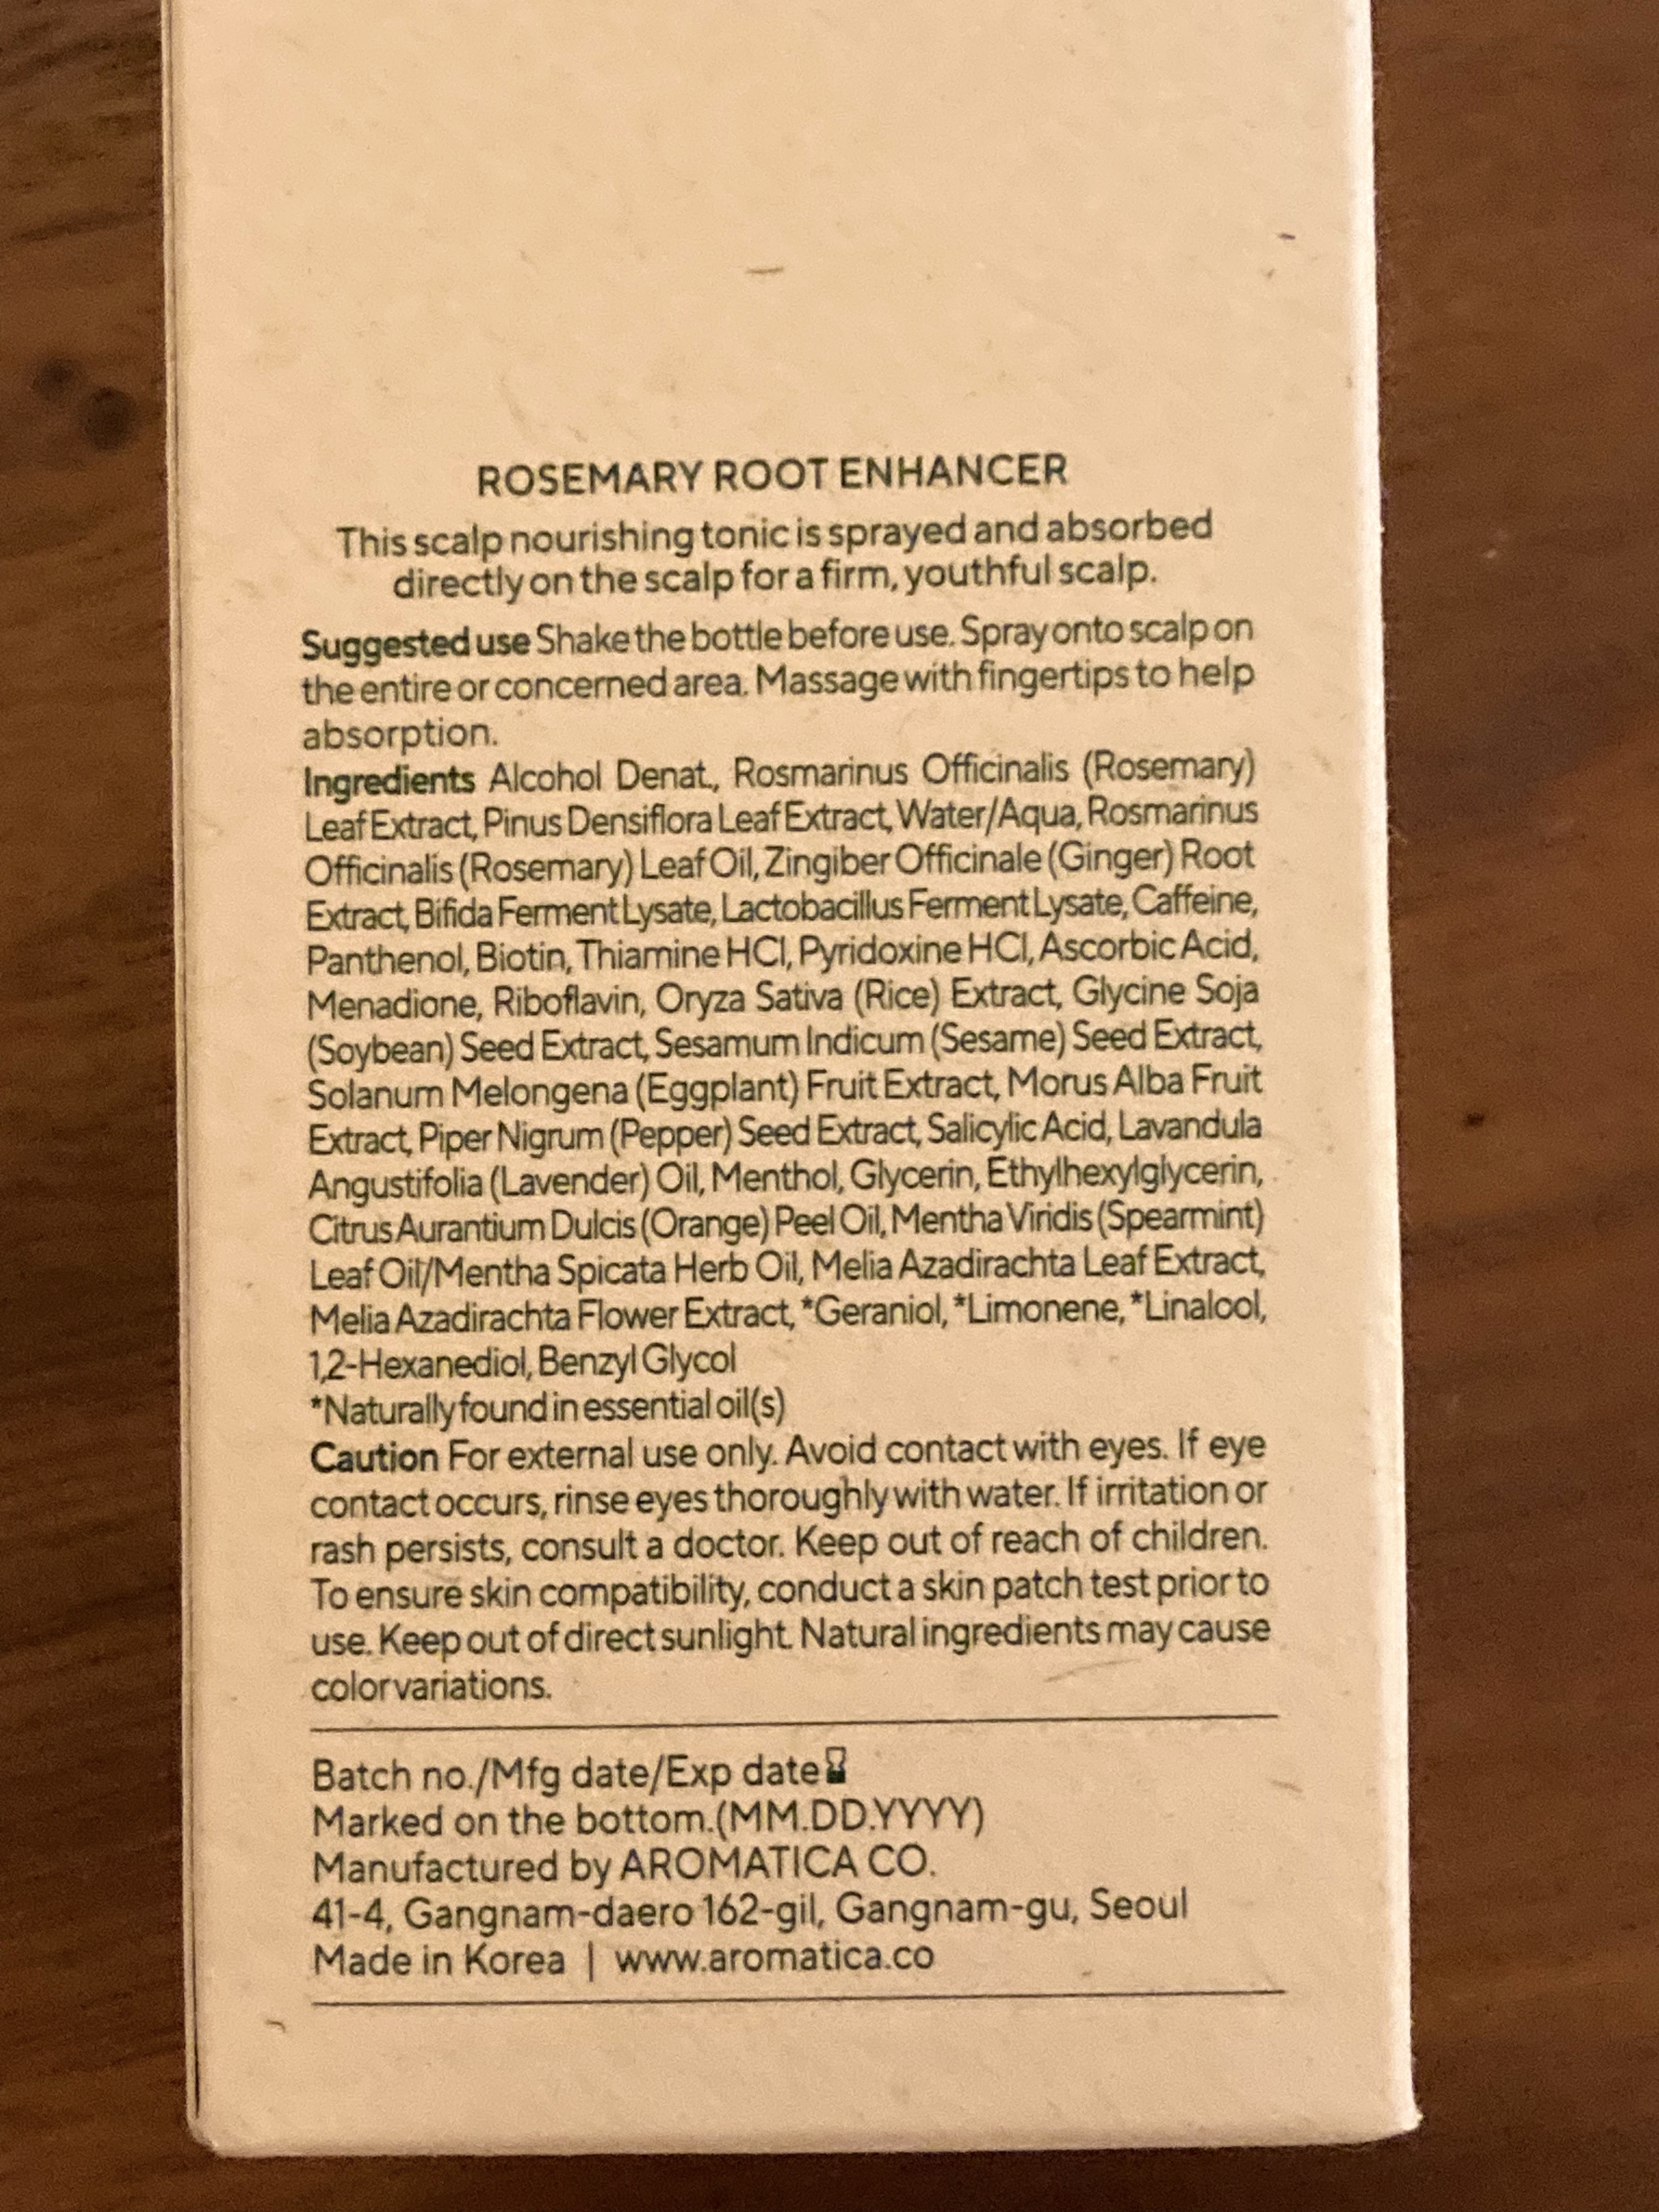 ROSEMARY ROOT ENHANCER
This scalp nourishing tonic is sprayed and absorbed
directly on the scalp for a firm, youthful scalp.
Suggested use Shake the bottle before use. Spray onto scalp on
the entire or concerned area. Massage with fingertips to help
absorption.
Ingredients Alcohol Denat., Rosmarinus Officinalis (Rosemary)
Leaf Extract, Pinus Densiflora Leaf Extract, Water/Aqua, Rosmarinus
Officinalis (Rosemary) Leaf Oil, Zingiber Officinale (Ginger) Root
Extract, Bifida Ferment Lysate, Lactobacillus Ferment Lysate, Caffeine,
Panthenol, Biotin, Thiamine HCl, Pyridoxine HCl, Ascorbic Acid,
Menadione, Riboflavin, Oryza Sativa (Rice) Extract, Glycine Soja
(Soybean) Seed Extract, Sesamum Indicum (Sesame) Seed Extract,
Solanum Melongena (Eggplant) Fruit Extract, Morus Alba Fruit
Extract, Piper Nigrum (Pepper) Seed Extract, Salicylic Acid, Lavandula
Angustifolia (Lavender) Oil, Menthol, Glycerin, Ethylhexylglycerin,
Citrus Aurantium Dulcis (Orange) Peel Oil, Mentha Viridis (Spearmint)
Leaf Oil/Mentha Spicata Herb Oil, Melia Azadirachta Leaf Extract,
Melia Azadirachta Flower Extract, *Geraniol, *Limonene, *Linalool,
1,2-Hexanediol, Benzyl Glycol
*Naturally found in essential oil(s)
Caution For external use only. Avoid contact with eyes. If eye
contact occurs, rinse eyes thoroughly with water. If irritation or
rash persists, consult a doctor. Keep out of reach of children.
To ensure skin compatibility, conduct a skin patch test prior to
use. Keep out of direct sunlight. Natural ingredients may cause
color variations.
Batch no./Mfg date/Exp date
Marked on the bottom.(MM.DD.YYYY)
Manufactured by AROMATICA CO.
41-4, Gangnam-daero 162-gil, Gangnam-gu, Seoul
Made in Korea | www.aromatica.co